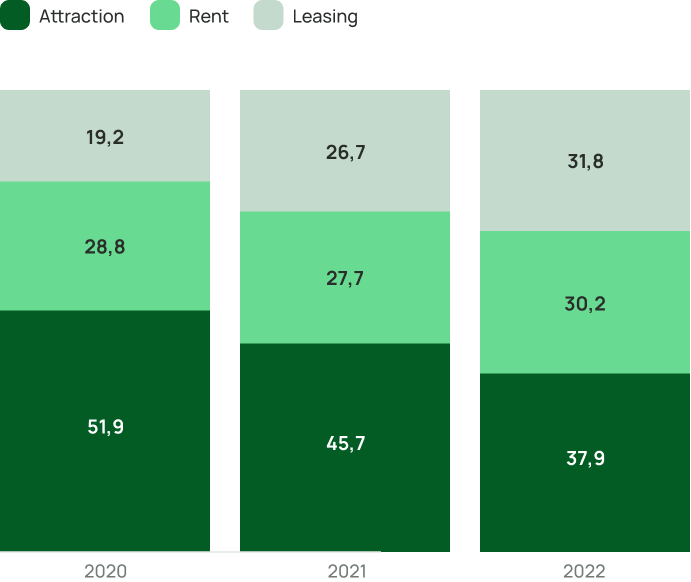 Attraction Rent Leasing
19,2 26,7 31,8
28,8 27,7 30,2
51,9 45,7 37,9
2020 2021 2022